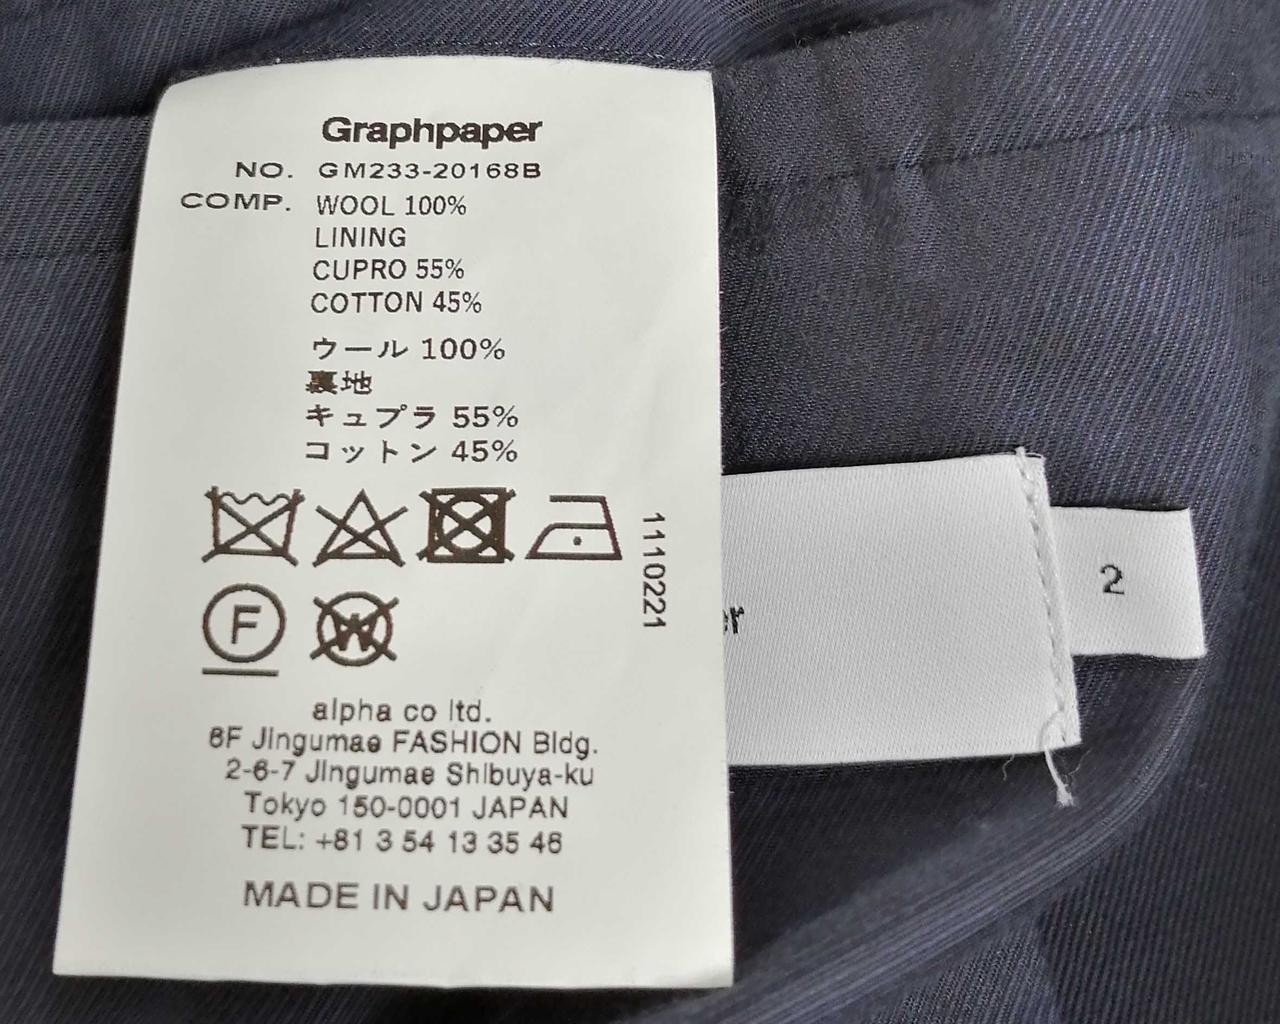 Graphpaper
NO. GM233-20168B
COMP. WOOL 100%
LINING
CUPRO 55%
COTTON 45%
ウール 100%
裏地
キュプラ 55%
コットン 45%
F
W
1110221
alpha co ltd.
6F Jingumae FASHION Bldg.
2-6-7 Jingumae Shibuya-ku
Tokyo 150-0001 JAPAN
TEL: +81 3 54 13 35 46
MADE IN JAPAN
2